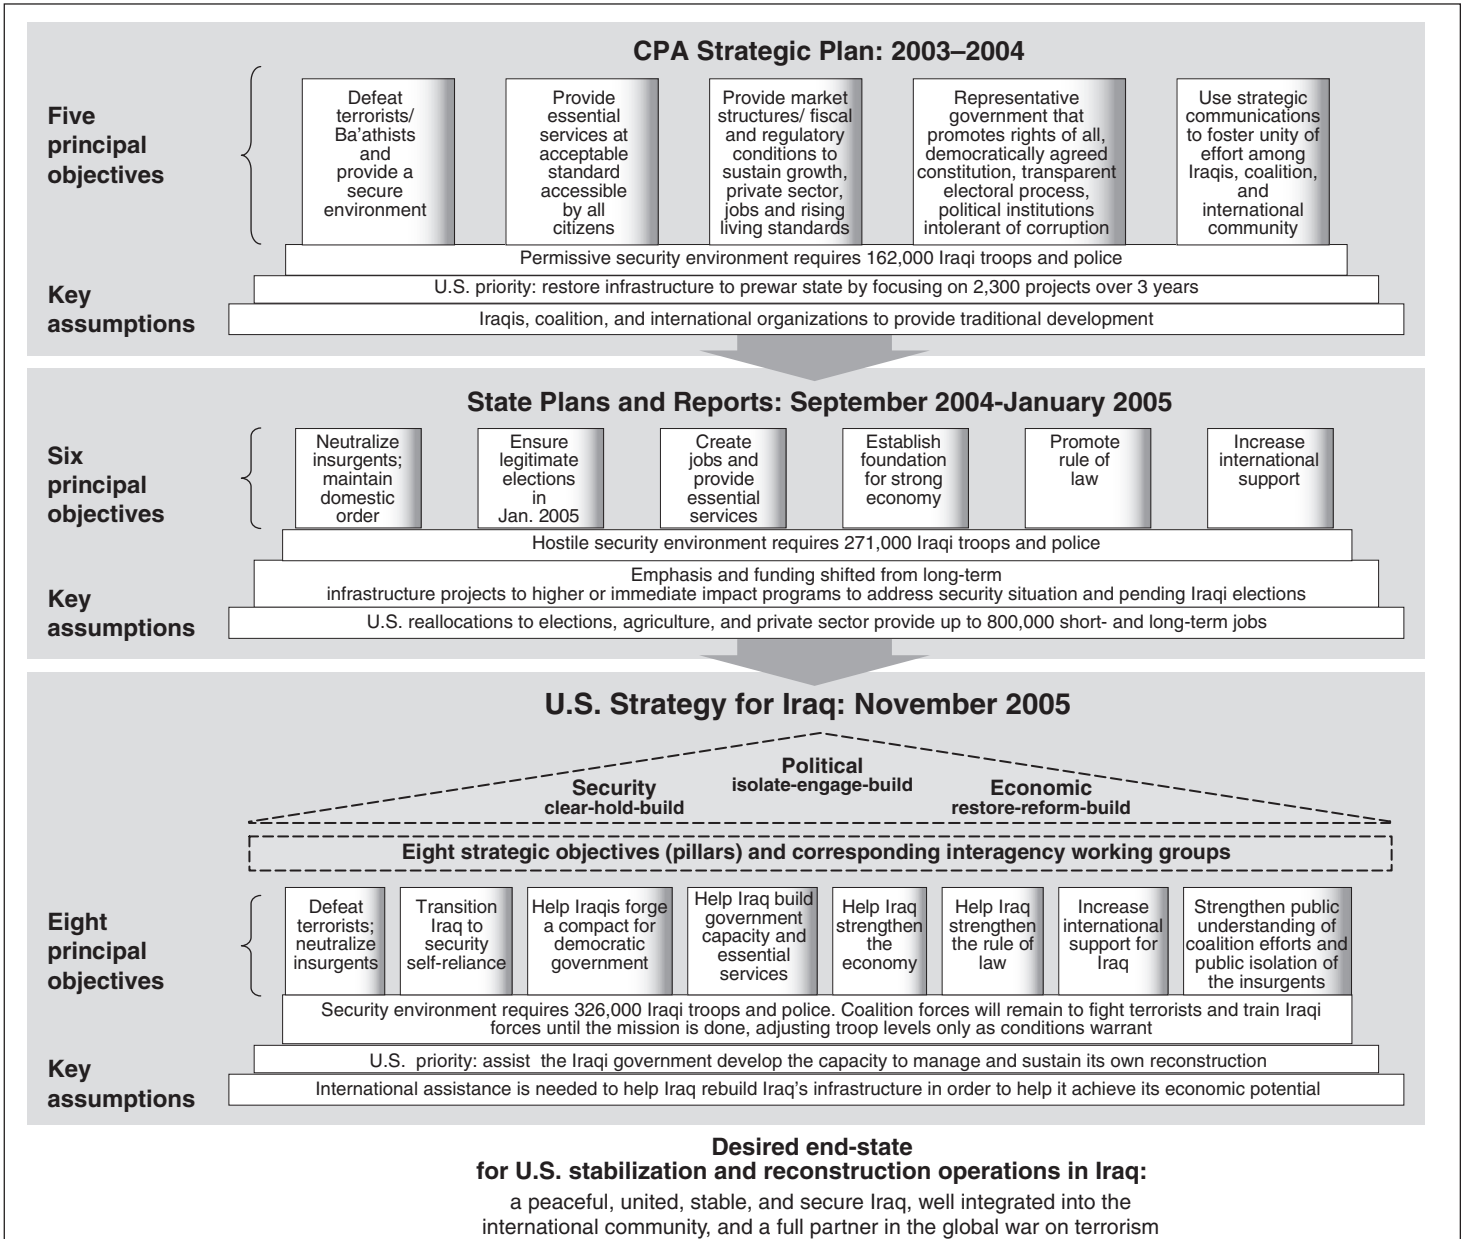 CPA Strategic Plan: 2003–2004
Five
principal
objectives
Defeat
terrorists/
Ba'athists
and
provide a
secure
environment
Provide
essential
services at
acceptable
standard
accessible
by all
citizens
Provide market
structures/ fiscal
and regulatory
conditions to
sustain growth,
private sector,
jobs and rising
living standards
Representative
government that
promotes rights of all,
democratically agreed
constitution, transparent
electoral process,
political institutions
intolerant of corruption
Use strategic
communications
to foster unity of
effort among
Iraqis, coalition,
and
international
community
Key
assumptions
Permissive security environment requires 162,000 Iraqi troops and police
U.S. priority: restore infrastructure to prewar state by focusing on 2,300 projects over 3 years
Iraqis, coalition, and international organizations to provide traditional development
State Plans and Reports: September 2004-January 2005
Six
principal
objectives
Neutralize
insurgents;
maintain
domestic
order
Ensure
legitimate
elections
in
Jan. 2005
Create
jobs and
provide
essential
services
Establish
foundation
for strong
economy
Promote
rule of
law
Increase
international
support
Key
assumptions
Hostile security environment requires 271,000 Iraqi troops and police
Emphasis and funding shifted from long-term
infrastructure projects to higher or immediate impact programs to address security situation and pending Iraqi elections
U.S. reallocations to elections, agriculture, and private sector provide up to 800,000 short- and long-term jobs
U.S. Strategy for Iraq: November 2005
Security
clear-hold-build
Political
isolate-engage-build
Economic
restore-reform-build
Eight strategic objectives (pillars) and corresponding interagency working groups
Eight
principal
objectives
Defeat
terrorists;
neutralize
insurgents
Transition
Iraq to
security
self-reliance
Help Iraqis forge
a compact for
democratic
government
Help Iraq build
government
capacity and
essential
services
Help Iraq
strengthen
the
economy
Help Iraq
strengthen
the rule of
law
Increase
international
support for
Iraq
Strengthen public
understanding of
coalition efforts and
public isolation of
the insurgents
Key
assumptions
Security environment requires 326,000 Iraqi troops and police. Coalition forces will remain to fight terrorists and train Iraqi
forces until the mission is done, adjusting troop levels only as conditions warrant
U.S. priority: assist the Iraqi government develop the capacity to manage and sustain its own reconstruction
International assistance is needed to help Iraq rebuild Iraq's infrastructure in order to help it achieve its economic potential
Desired end-state
for U.S. stabilization and reconstruction operations in Iraq:
a peaceful, united, stable, and secure Iraq, well integrated into the
international community, and a full partner in the global war on terrorism